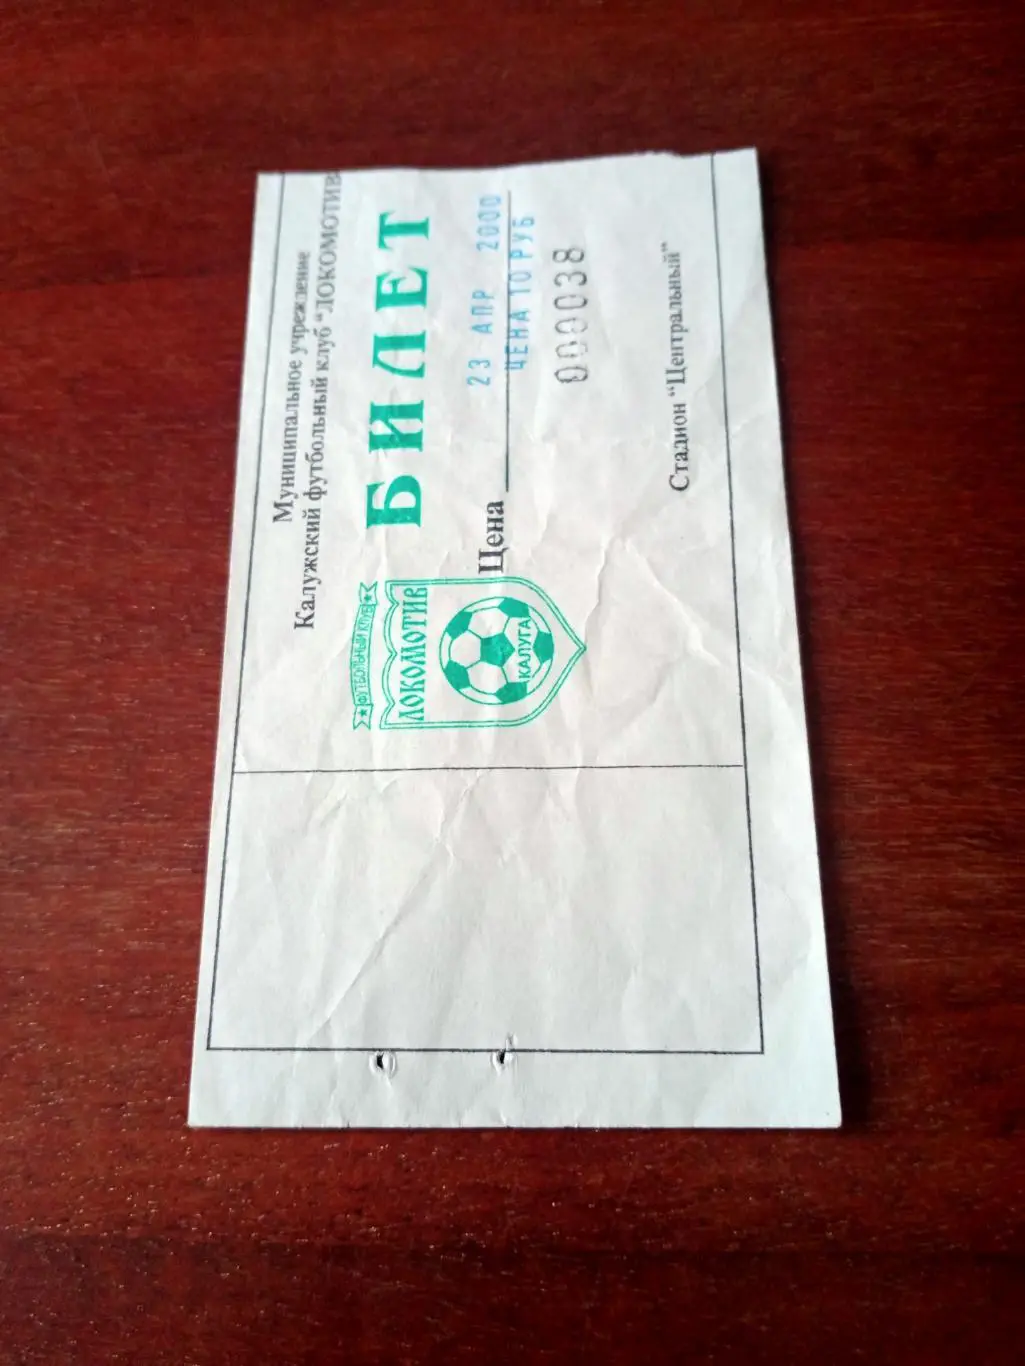 Муниципальное учреждение
Калужский футбольный клуб "ЛОКОМОТИВ
БИЛЕТ
23 АПР 2000
Цена
ЦЕНА 10 РУБ
000038
Стадион "Центральный"
ФУТБОЛЬНЫЙ КЛУБ
ЛОКОМОТИВ
КАЛУГА